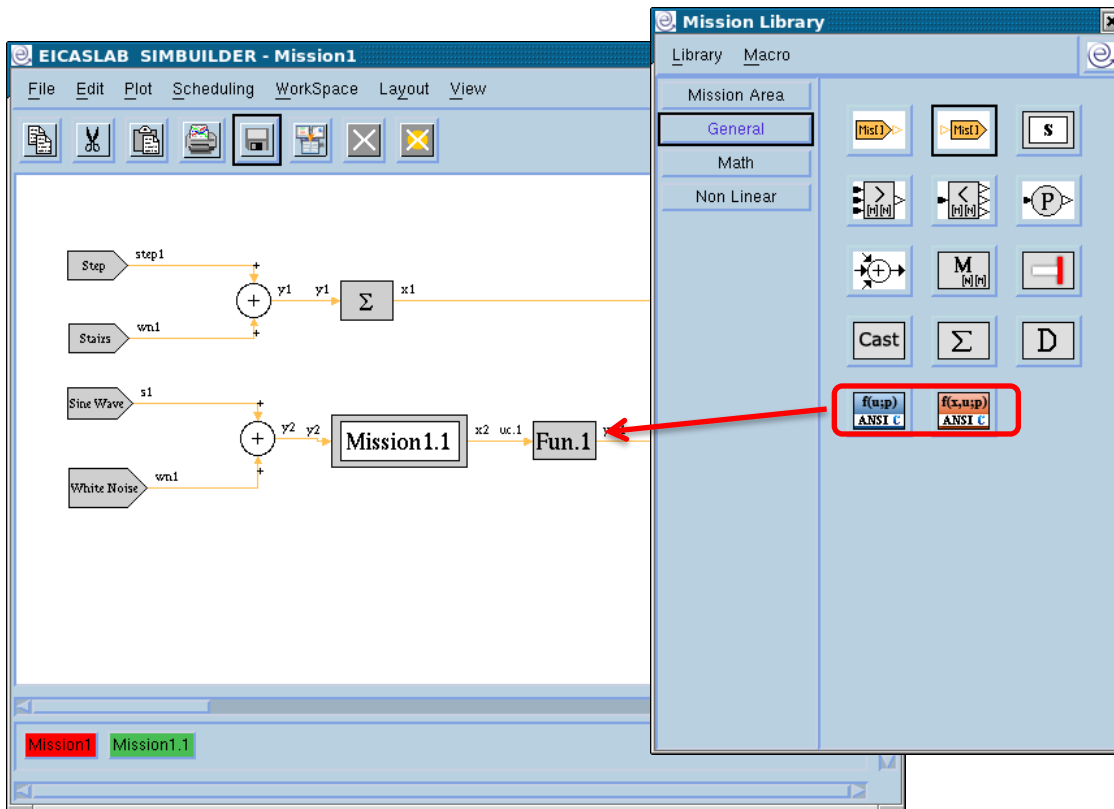 EICASLAB SIMBUILDER - Mission1
File Edit Plot Scheduling WorkSpace Layout View
Step
step1
Stairs
wn1
y1
y1
Σ
x1
Sine Wave
s1
White Noise
wn1
y2
y2
Mission1.1
x2
uc.1
Fun.1
Mission1
Mission1.1
Mission Library
Library Macro
Mission Area
General
Math
Non Linear
Mis[]
Mis[]
S
[M][N]
[M][N]
P
M
[M][N]
Cast
Σ
D
f(u;p)
ANSI C
f(x,u;p)
ANSI C